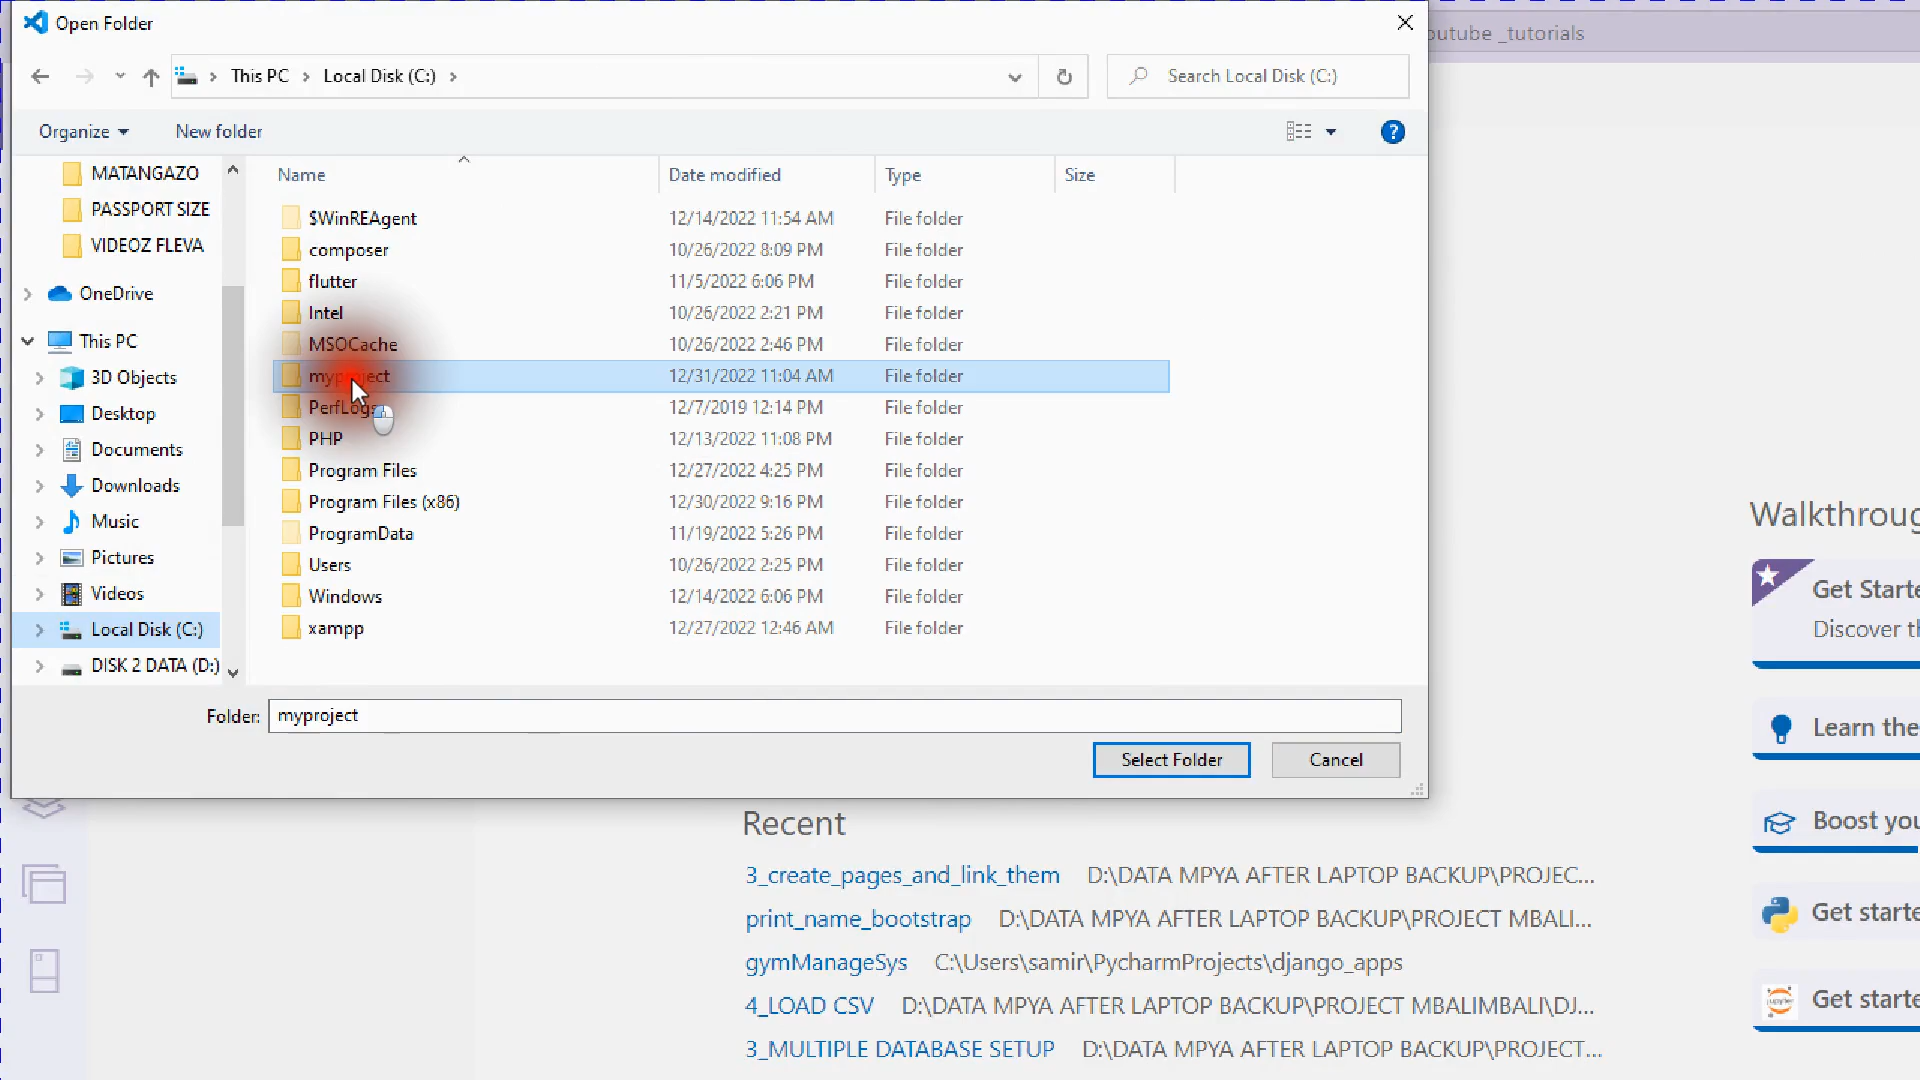 Open Folder
outube _tutorials
This PC
Local Disk (C:)
Search Local Disk (C:)
Organize
New folder
?
Name
Date modified
Type
Size
MATANGAZO
PASSPORT SIZE
VIDEOZ FLEVA
OneDrive
This PC
3D Objects
Desktop
Documents
Downloads
Music
Pictures
Videos
Local Disk (C:)
DISK 2 DATA (D:)
$WinREAgent 12/14/2022 11:54 AM File folder
composer 10/26/2022 8:09 PM File folder
flutter 11/5/2022 6:06 PM File folder
Intel 10/26/2022 2:21 PM File folder
MSOCache 10/26/2022 2:46 PM File folder
myproject 12/31/2022 11:04 AM File folder
PerfLogs 12/7/2019 12:14 PM File folder
PHP 12/13/2022 11:08 PM File folder
Program Files 12/27/2022 4:25 PM File folder
Program Files (x86) 12/30/2022 9:16 PM File folder
ProgramData 11/19/2022 5:26 PM File folder
Users 10/26/2022 2:25 PM File folder
Windows 12/14/2022 6:06 PM File folder
xampp 12/27/2022 12:46 AM File folder
Folder: myproject
Select Folder
Cancel
Recent
3_create_pages_and_link_them D:\DATA MPYA AFTER LAPTOP BACKUP\PROJEC...
print_name_bootstrap D:\DATA MPYA AFTER LAPTOP BACKUP\PROJECT MBALI...
gymManageSys C:\Users\samir\PycharmProjects\django_apps
4_LOAD CSV D:\DATA MPYA AFTER LAPTOP BACKUP\PROJECT MBALIMBALI\DJ...
3_MULTIPLE DATABASE SETUP D:\DATA MPYA AFTER LAPTOP BACKUP\PROJECT...
Walkthroug
Get Starte
Discover th
Learn the
Boost you
Get starte
Get starte